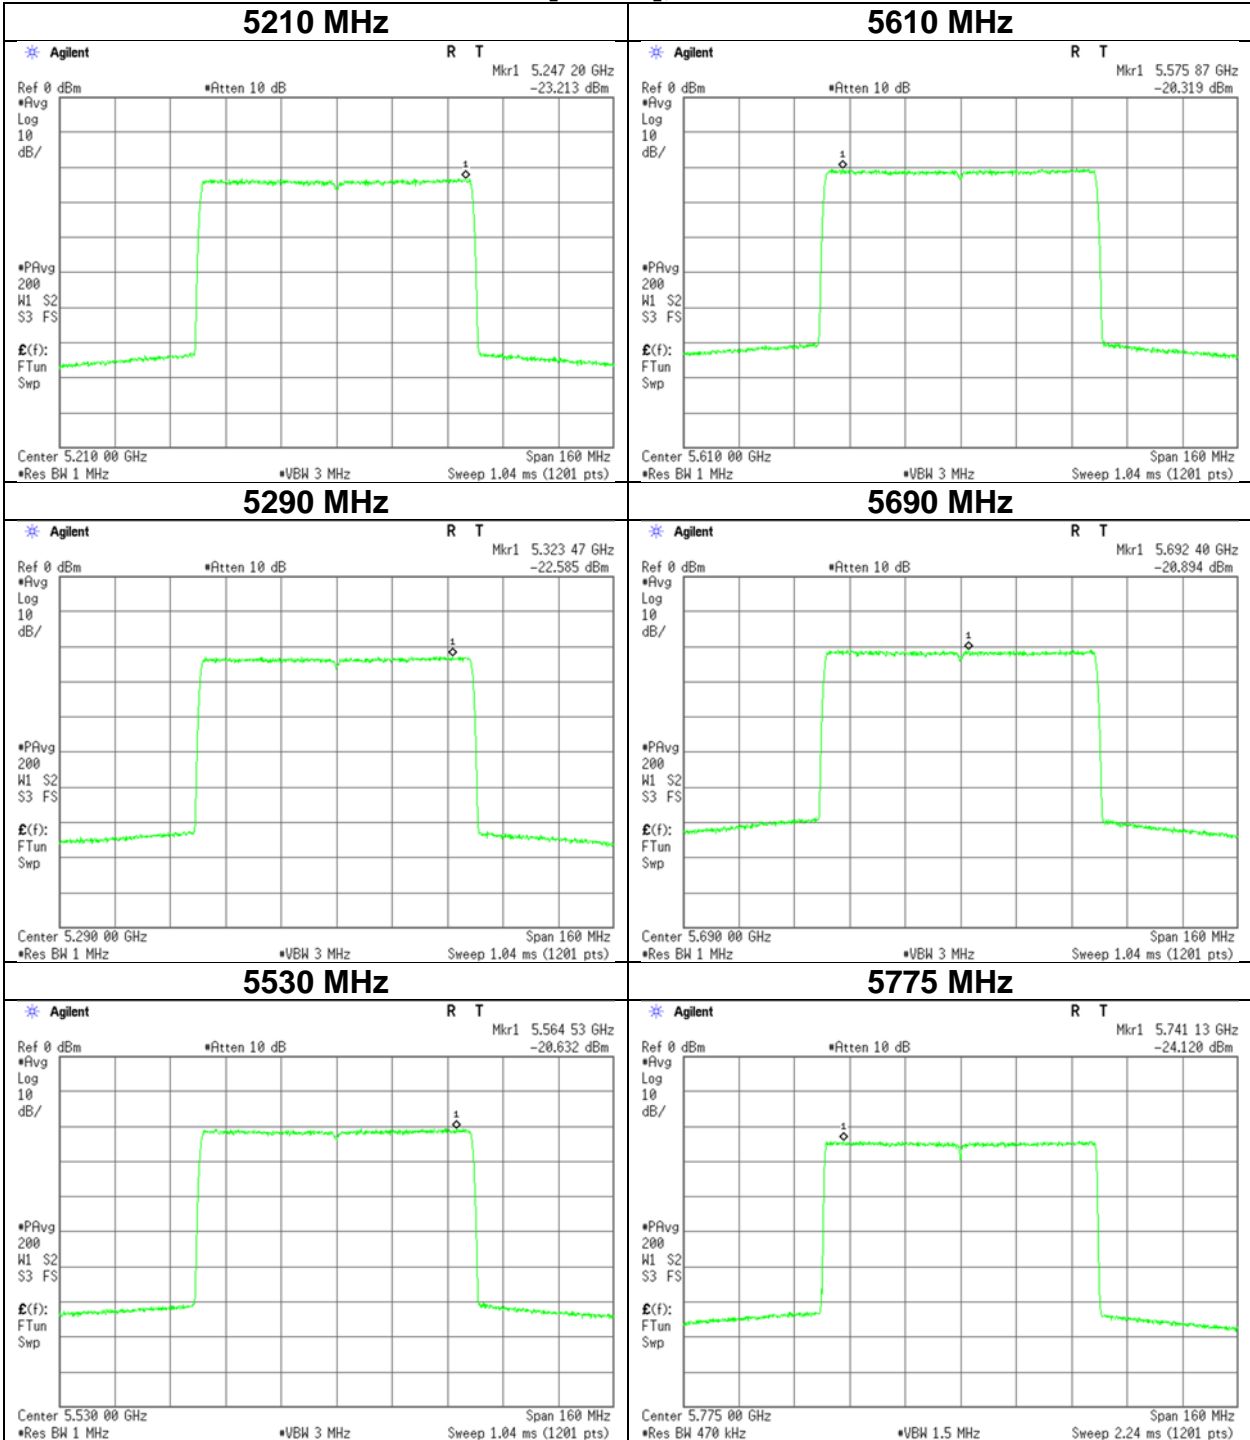 5210 MHz
Agilent R T
Mkr1 5.247 20 GHz
Ref 0 dBm *Atten 10 dB -23.213 dBm
*Avg
Log
10
dB/
1
*PAvg
200
W1 S2
S3 FS
£(f):
FTun
Swp
Center 5.210 00 GHz Span 160 MHz
*Res BW 1 MHz *VBW 3 MHz Sweep 1.04 ms (1201 pts)
5610 MHz
Agilent R T
Mkr1 5.575 87 GHz
Ref 0 dBm *Atten 10 dB -20.319 dBm
*Avg
Log
10
dB/
1
*PAvg
200
W1 S2
S3 FS
£(f):
FTun
Swp
Center 5.610 00 GHz Span 160 MHz
*Res BW 1 MHz *VBW 3 MHz Sweep 1.04 ms (1201 pts)
5290 MHz
Agilent R T
Mkr1 5.323 47 GHz
Ref 0 dBm *Atten 10 dB -22.585 dBm
*Avg
Log
10
dB/
1
*PAvg
200
W1 S2
S3 FS
£(f):
FTun
Swp
Center 5.290 00 GHz Span 160 MHz
*Res BW 1 MHz *VBW 3 MHz Sweep 1.04 ms (1201 pts)
5690 MHz
Agilent R T
Mkr1 5.692 40 GHz
Ref 0 dBm *Atten 10 dB -20.894 dBm
*Avg
Log
10
dB/
1
*PAvg
200
W1 S2
S3 FS
£(f):
FTun
Swp
Center 5.690 00 GHz Span 160 MHz
*Res BW 1 MHz *VBW 3 MHz Sweep 1.04 ms (1201 pts)
5530 MHz
Agilent R T
Mkr1 5.564 53 GHz
Ref 0 dBm *Atten 10 dB -20.632 dBm
*Avg
Log
10
dB/
1
*PAvg
200
W1 S2
S3 FS
£(f):
FTun
Swp
Center 5.530 00 GHz Span 160 MHz
*Res BW 1 MHz *VBW 3 MHz Sweep 1.04 ms (1201 pts)
5775 MHz
Agilent R T
Mkr1 5.741 13 GHz
Ref 0 dBm *Atten 10 dB -24.120 dBm
*Avg
Log
10
dB/
1
*PAvg
200
W1 S2
S3 FS
£(f):
FTun
Swp
Center 5.775 00 GHz Span 160 MHz
*Res BW 470 kHz *VBW 1.5 MHz Sweep 2.24 ms (1201 pts)